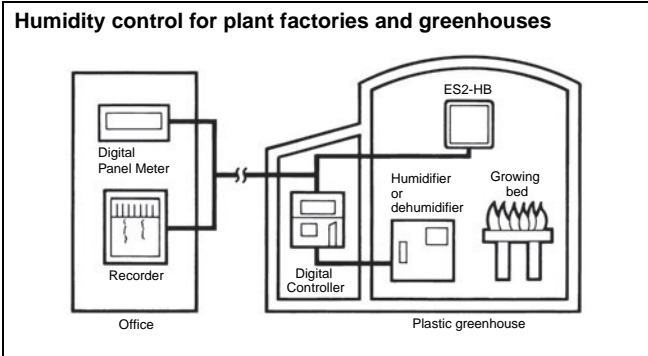 Humidity control for plant factories and greenhouses
ES2-HB
Digital
Panel Meter
Humidifier
or
dehumidifier
Growing
bed
Recorder
Digital
Controller
Office
Plastic greenhouse